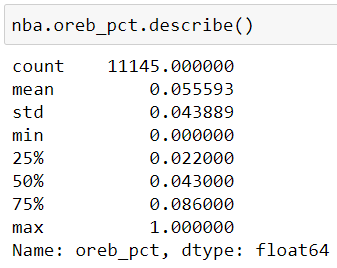 nba.oreb_pct.describe()
count    11145.000000
mean         0.055593
std          0.043889
min          0.000000
25%          0.022000
50%          0.043000
75%          0.086000
max          1.000000
Name: oreb_pct, dtype: float64